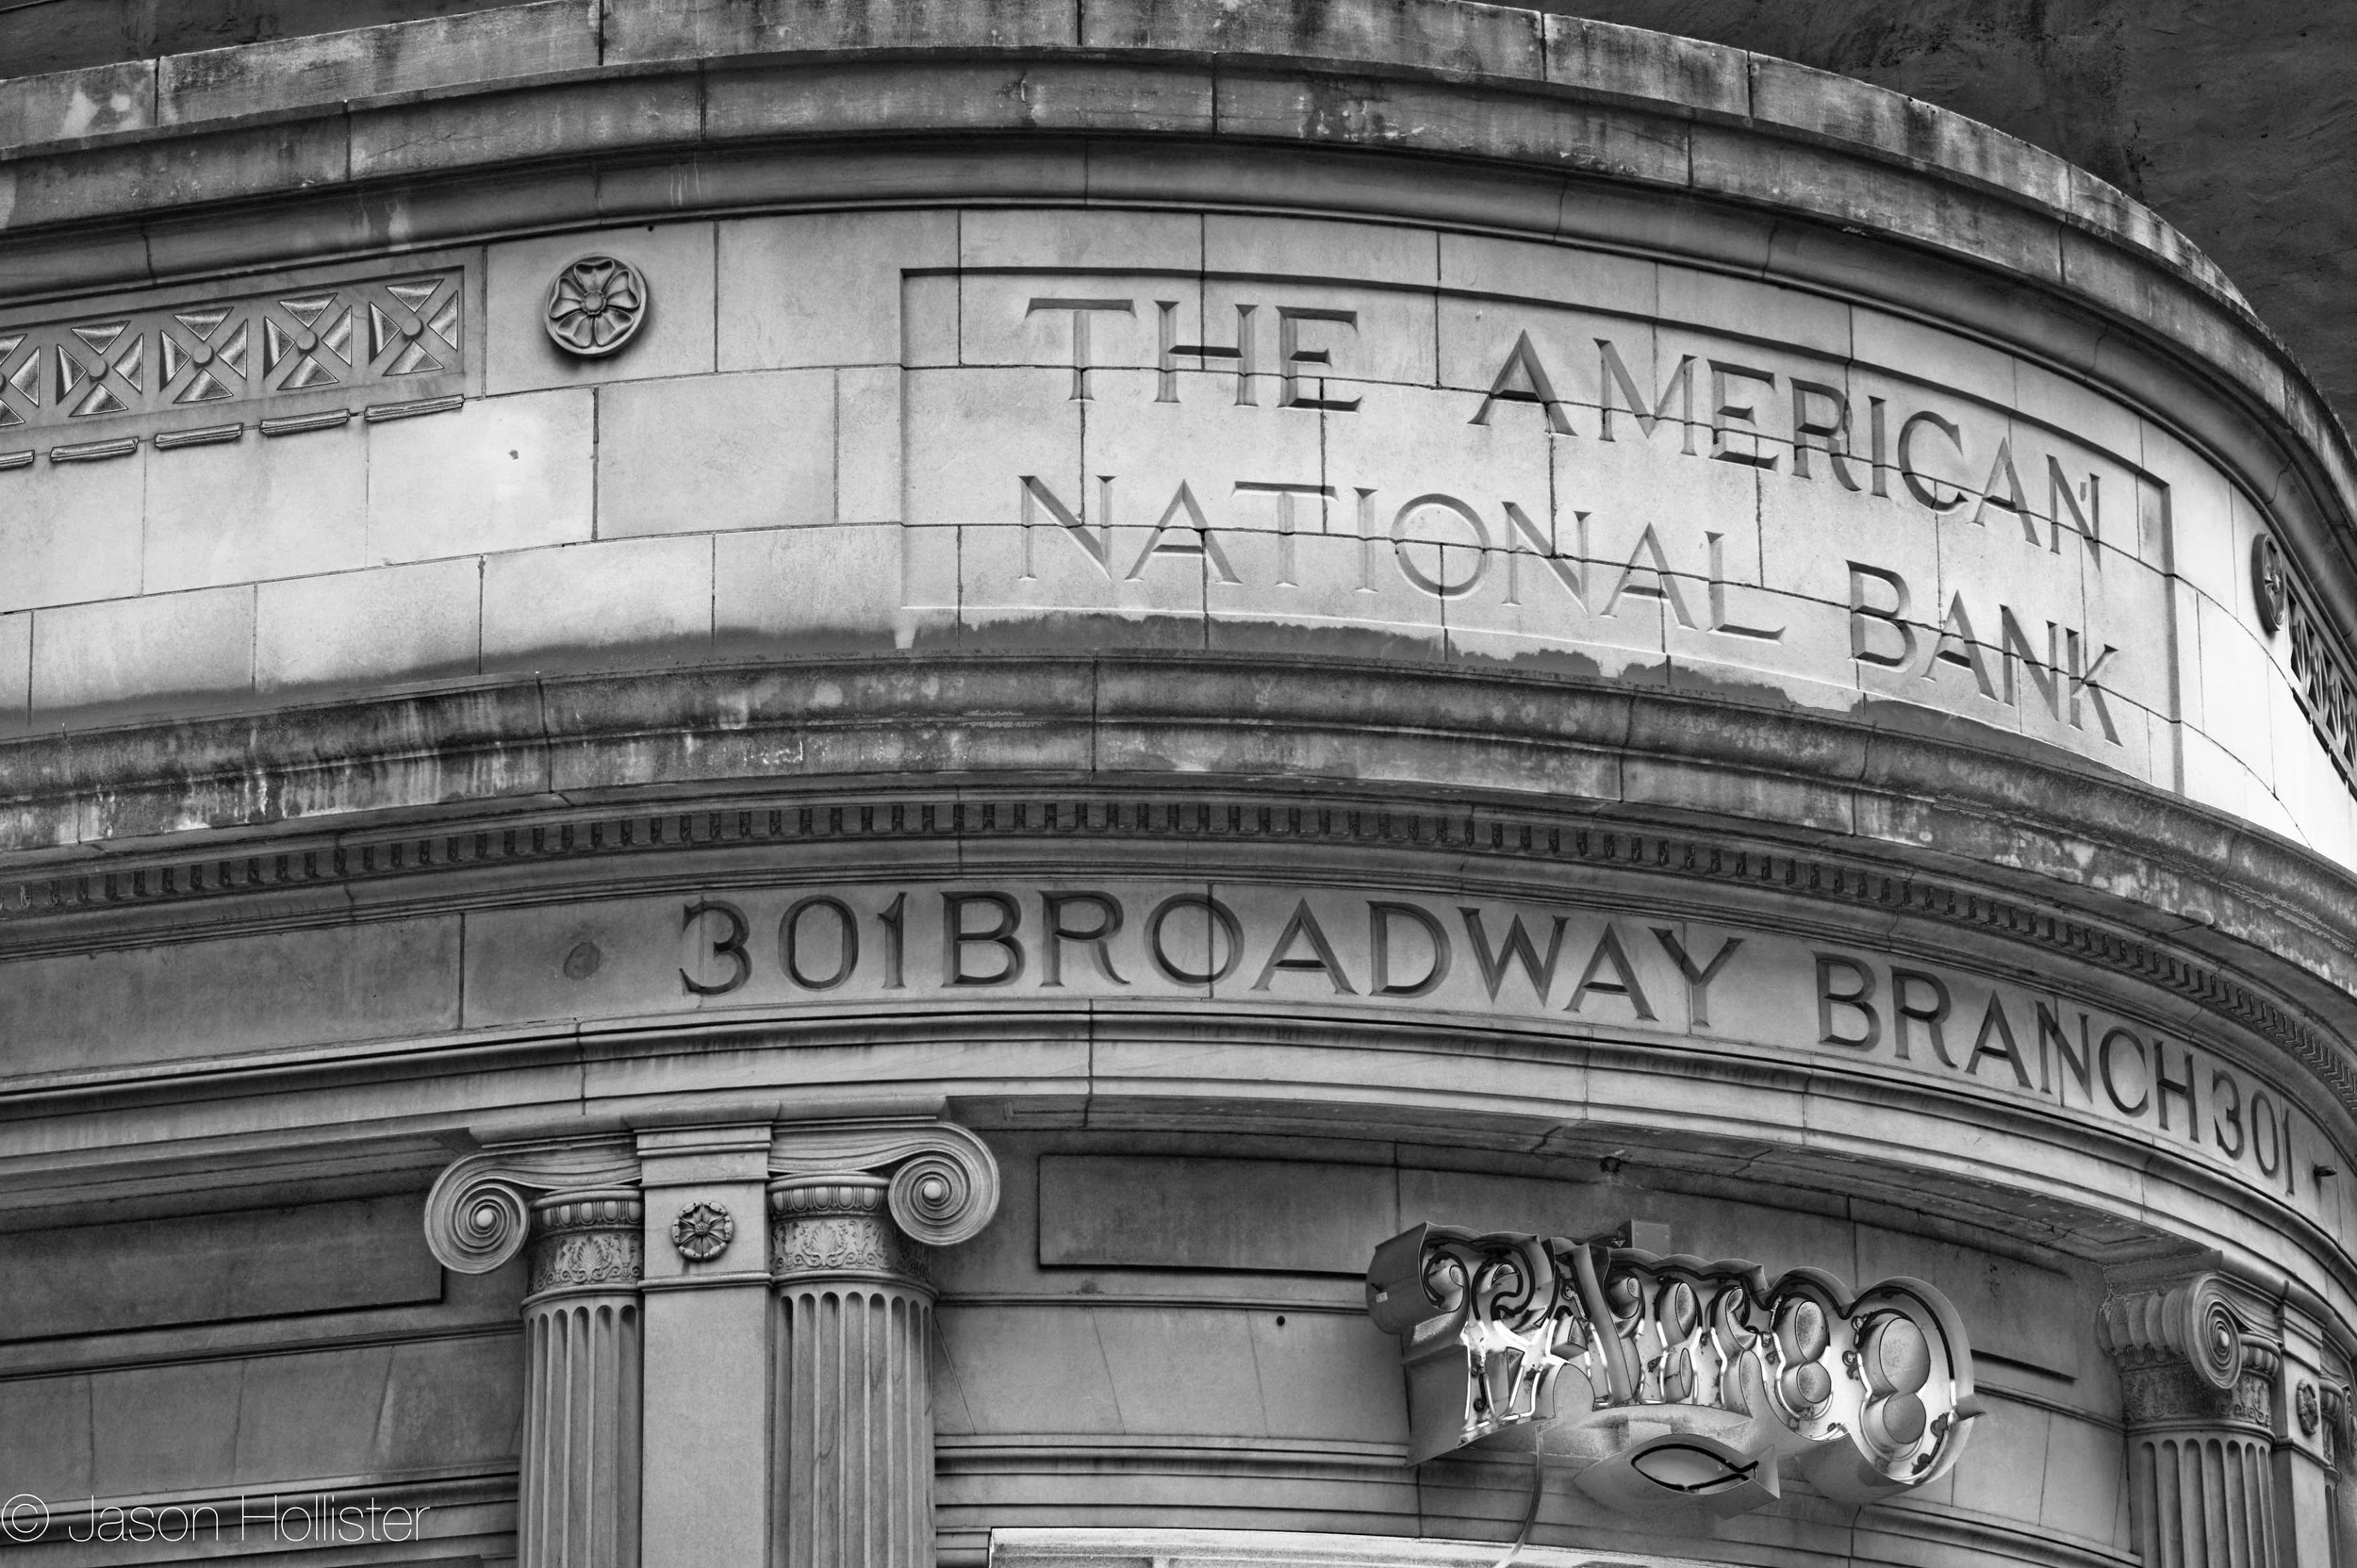 THE AMERICAN
NATIONAL BANK
301 BROADWAY BRANCH 301
© Jason Hollister